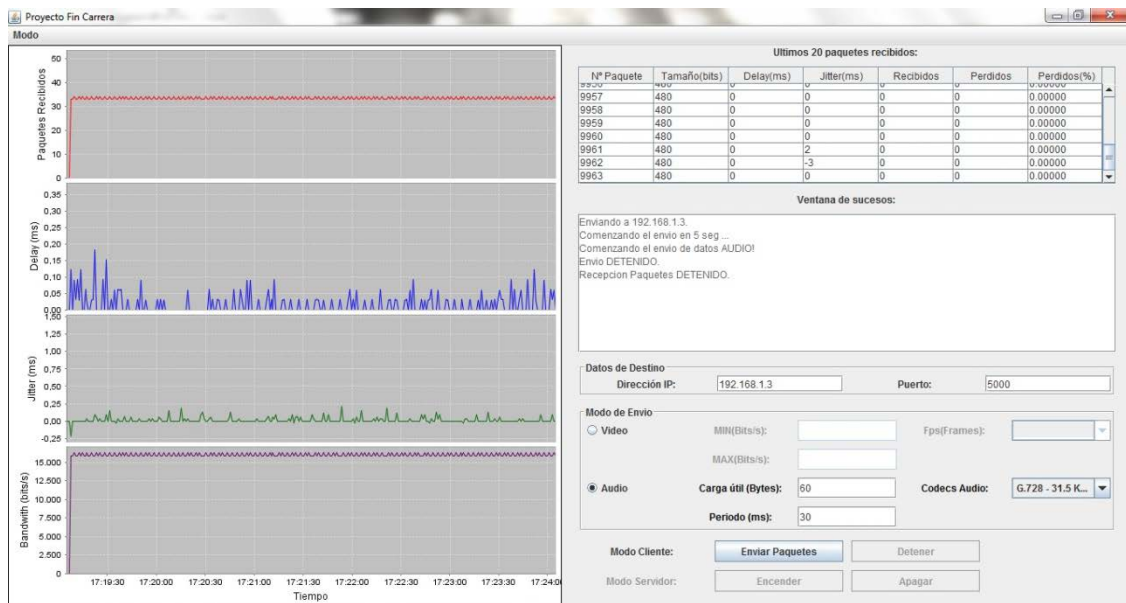 Proyecto Fin Carrera
Modo
50
40
30
20
10
0
Paquetes Recibidos
0,35
0,30
0,25
0,20
0,15
0,10
0,05
0,00
Delay (ms)
1,50
1,25
1,00
0,75
0,50
0,25
0,00
-0,25
Jitter (ms)
15.000
12.500
10.000
7.500
5.000
2.500
0
Bandwith (bits/s)
17:19:30 17:20:00 17:20:30 17:21:00 17:21:30 17:22:00 17:22:30 17:23:00 17:23:30 17:24:0
Tiempo
Ultimos 20 paquetes recibidos:
Nº Paquete Tamaño(bits) Delay(ms) Jitter(ms) Recibidos Perdidos Perdidos(%)
9957 480 0 0 0 0 0.00000
9958 480 0 0 0 0 0.00000
9959 480 0 0 0 0 0.00000
9960 480 0 0 0 0 0.00000
9961 480 0 2 0 0 0.00000
9962 480 0 -3 0 0 0.00000
9963 480 0 0 0 0 0.00000
Ventana de sucesos:
Enviando a 192.168.1.3.
Comenzando el envio en 5 seg ...
Comenzando el envio de datos AUDIO!
Envio DETENIDO.
Recepcion Paquetes DETENIDO.
Datos de Destino
Dirección IP: 192.168.1.3 Puerto: 5000
Modo de Envio
Video MIN(Bits/s): Fps(Frames):
MAX(Bits/s):
Audio Carga útil (Bytes): 60 Codecs Audio: G.728 - 31.5 K...
Periodo (ms): 30
Modo Cliente: Enviar Paquetes Detener
Modo Servidor: Encender Apagar